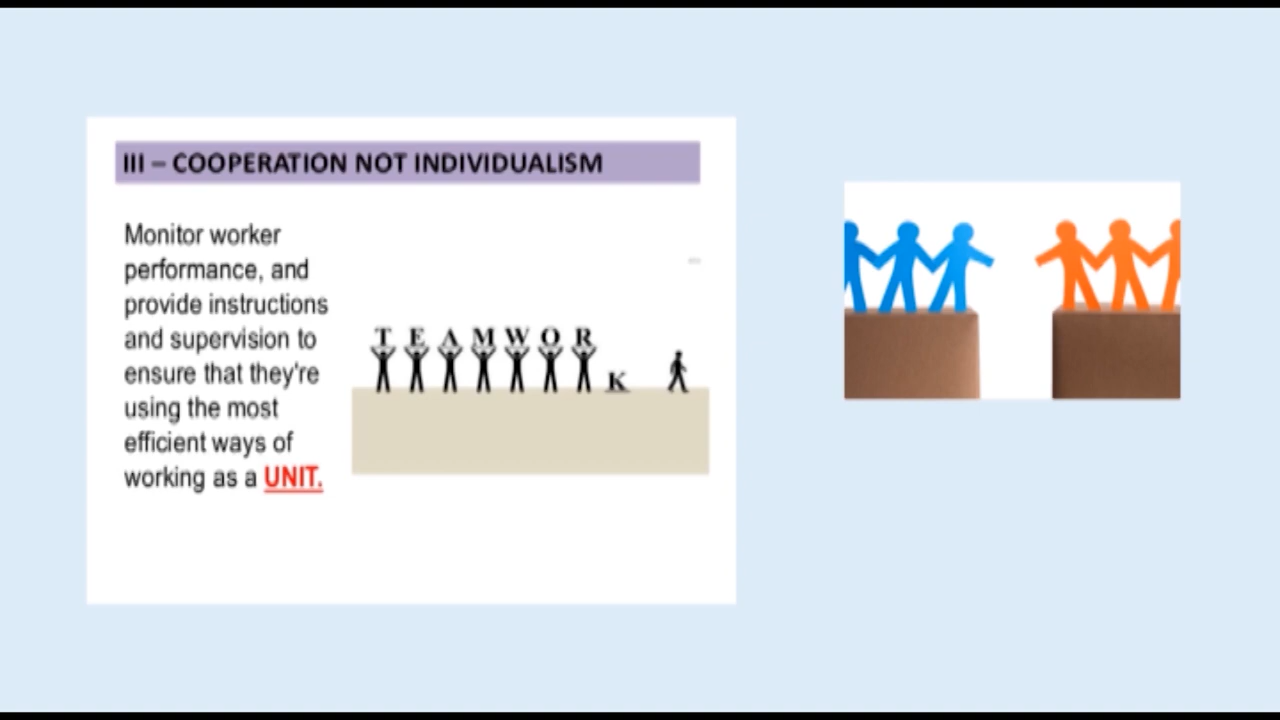 III – COOPERATION NOT INDIVIDUALISM
Monitor worker
performance, and
provide instructions
and supervision to
ensure that they're
using the most
efficient ways of
working as a UNIT.
T E A M W O R
K